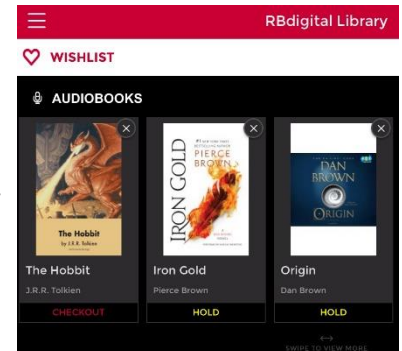 RBdigital Library
WISHLIST
AUDIOBOOKS
The Hobbit
by J.R.R. Tolkien
PIERCE
BROWN
IRON GOLD
DAN
BROWN
ORIGIN
The Hobbit
Iron Gold
Origin
J.R.R. Tolkien
Pierce Brown
Dan Brown
CHECKOUT
HOLD
HOLD
SWIPE TO VIEW MORE